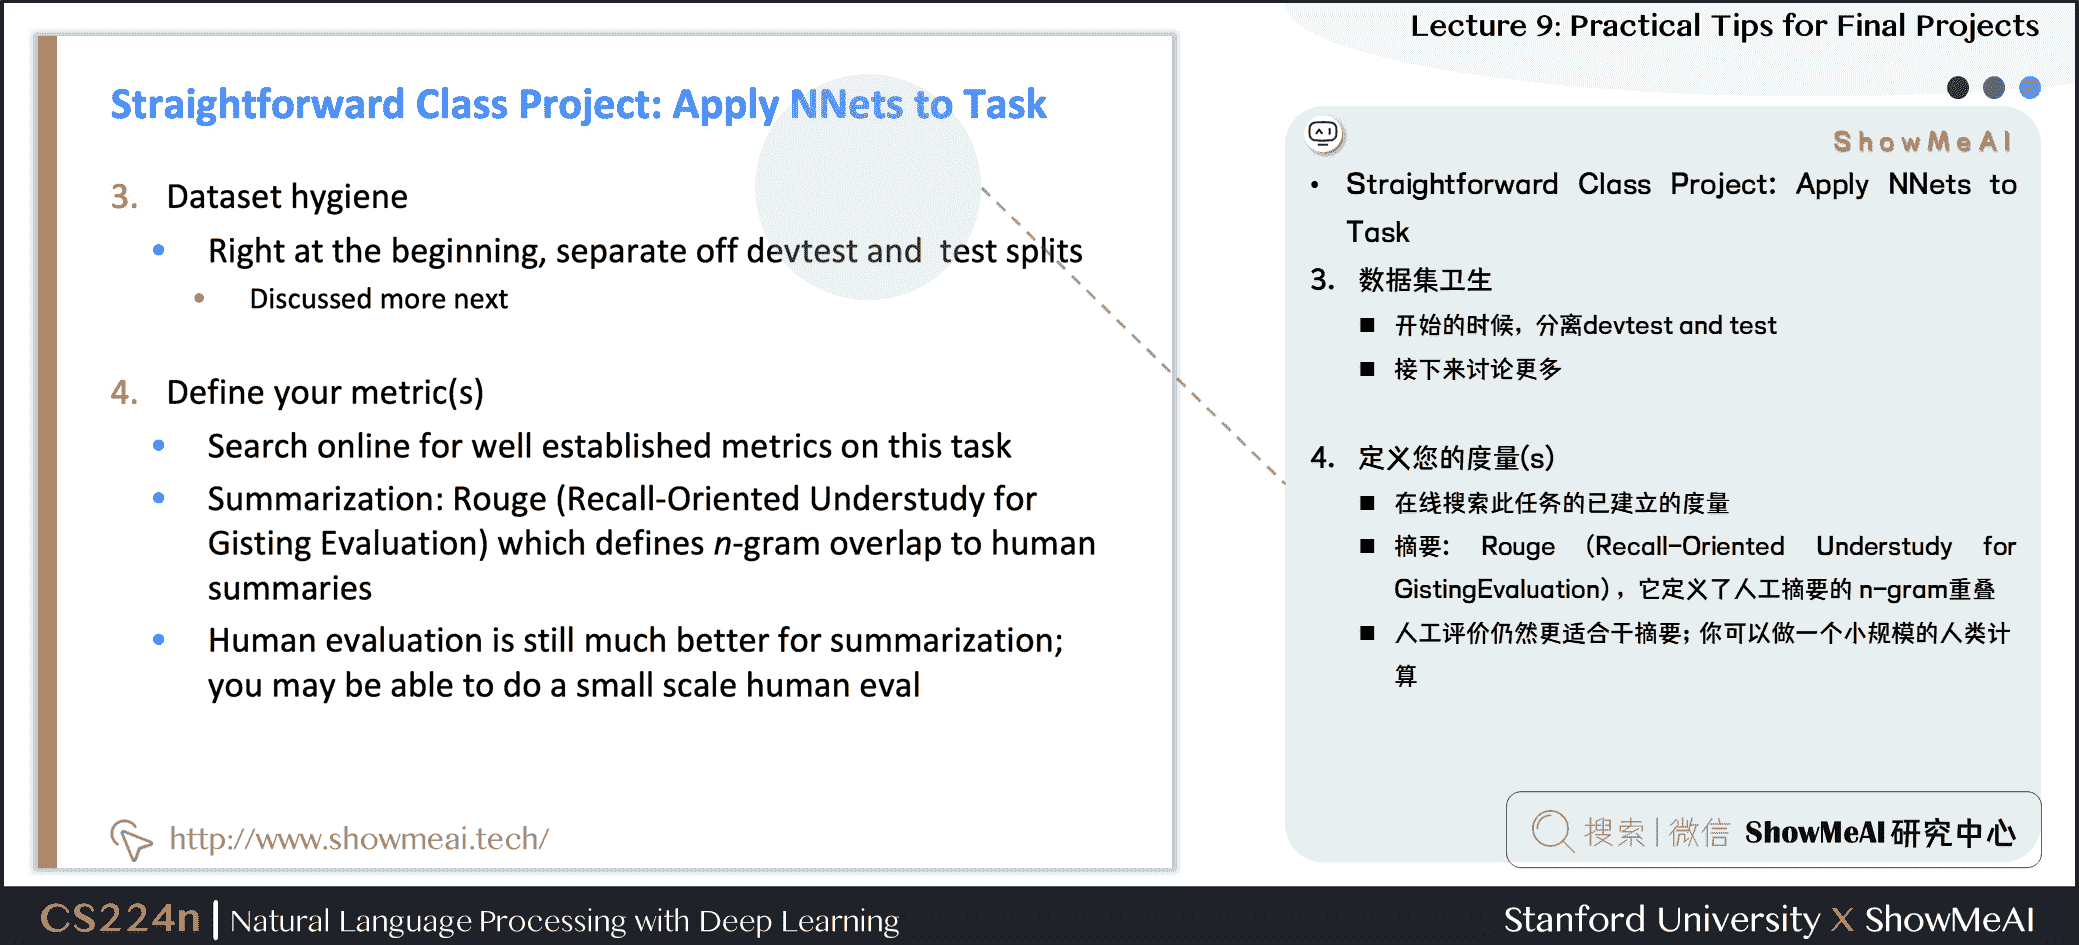 Lecture 9: Practical Tips for Final Projects
Straightforward Class Project: Apply NNets to Task
3. Dataset hygiene
• Right at the beginning, separate off devtest and test splits
• Discussed more next
4. Define your metric(s)
• Search online for well established metrics on this task
• Summarization: Rouge (Recall-Oriented Understudy for
Gisting Evaluation) which defines n-gram overlap to human
summaries
• Human evaluation is still much better for summarization;
you may be able to do a small scale human eval
http://www.showmeai.tech/
ShowMeAI
• Straightforward Class Project: Apply NNets to
Task
3. 数据集卫生
■ 开始的时候，分离devtest and test
■ 接下来讨论更多
4. 定义您的度量(s)
■ 在线搜索此任务的已建立的度量
■ 摘要: Rouge (Recall-Oriented Understudy for
GistingEvaluation)，它定义了人工摘要的 n-gram重叠
■ 人工评价仍然更适合于摘要；你可以做一个小规模的人类计
算
搜索|微信 ShowMeAI 研究中心
CS224n | Natural Language Processing with Deep Learning
Stanford University X ShowMeAI